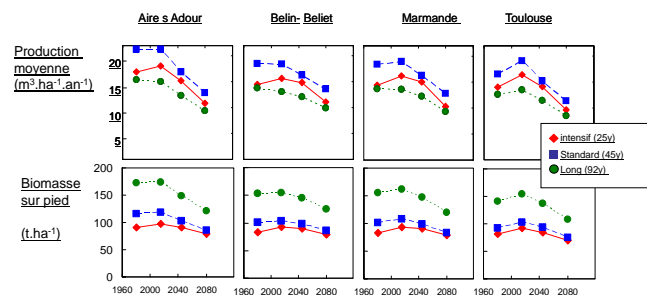 Aire s Adour Belin- Beliet Marmande Toulouse
Production
moyenne
(m³.ha⁻¹.an⁻¹)
20
15
10
5
intensif (25y)
Standard (45y)
Long (92y)
Biomasse
sur pied
(t.ha⁻¹)
200
150
100
50
0
1960 2000 2040 2080 1960 2000 2040 2080 1960 2000 2040 2080 1960 2000 2040 2080